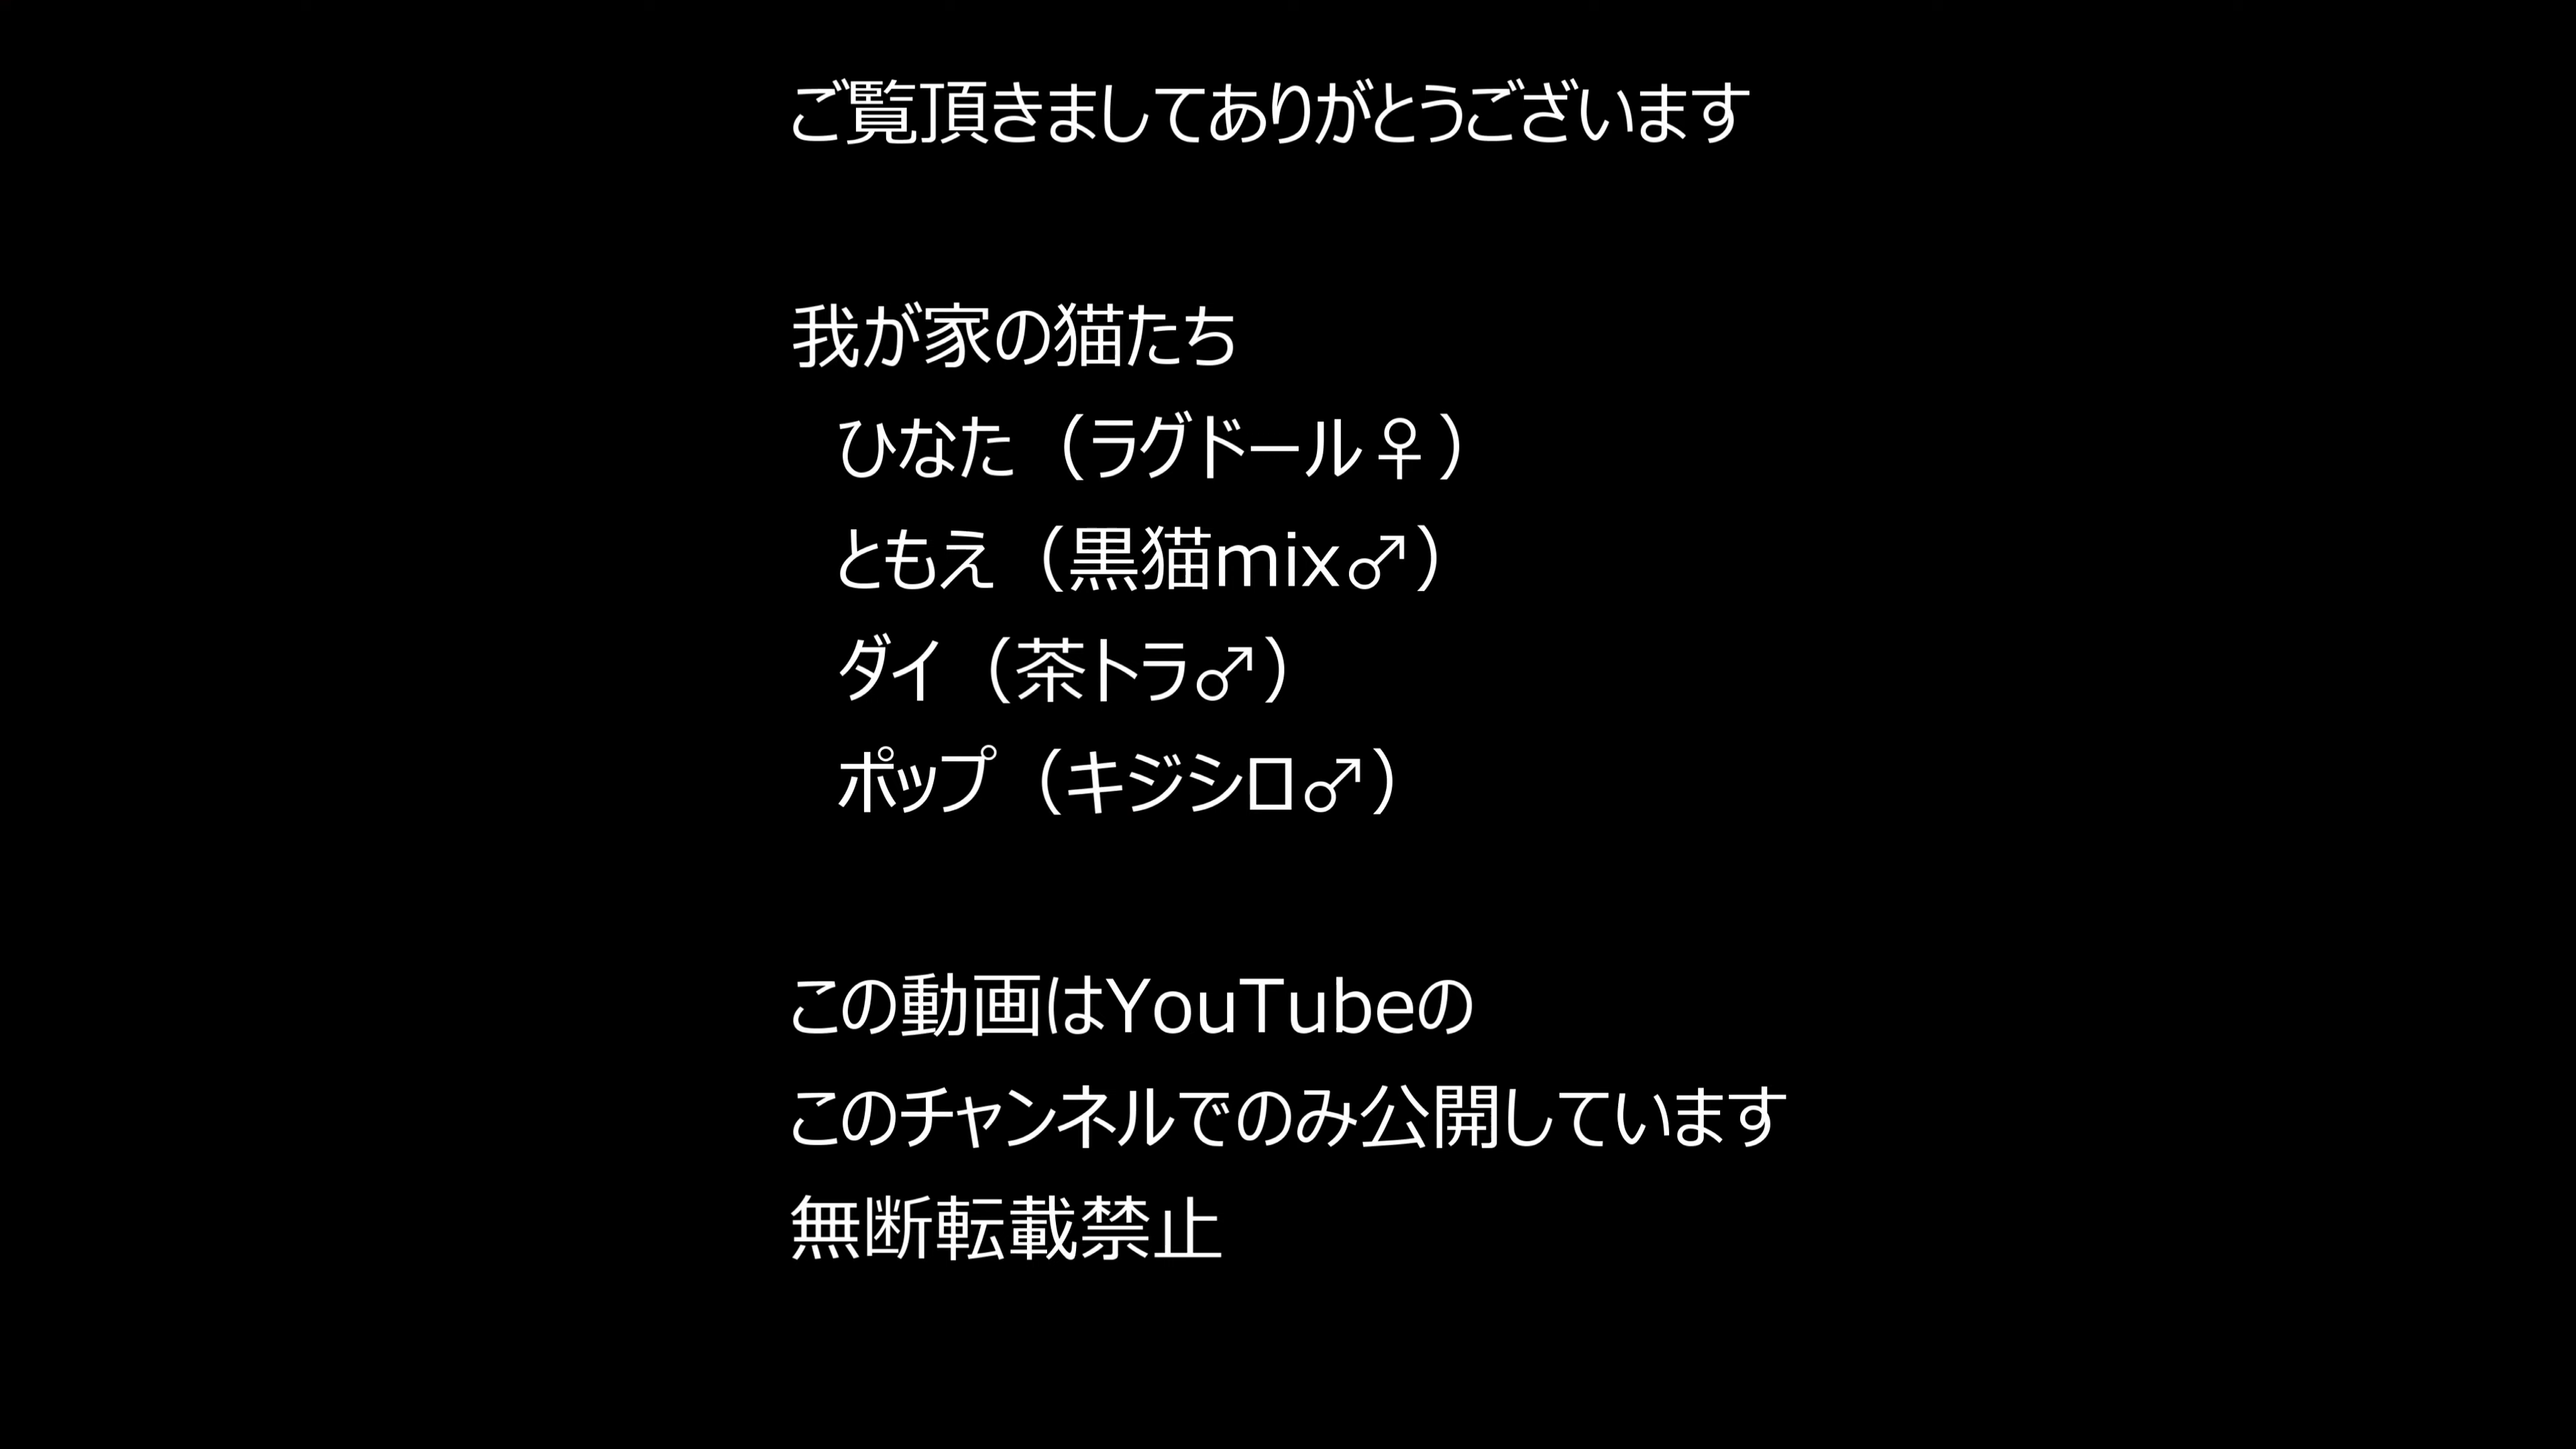 ご覧頂きましてありがとうございます
我が家の猫たち
ひなた（ラグドール♀）
ともえ（黒猫mix♂）
ダイ（茶トラ♂）
ポップ（キジシロ♂）
この動画はYouTubeの
このチャンネルでのみ公開しています
無断転載禁止